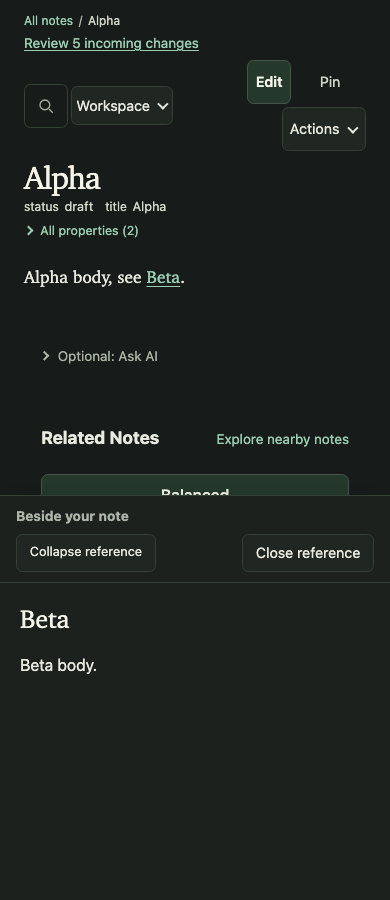 All notes / Alpha
Review 5 incoming changes
Edit Pin
Workspace
Actions
Alpha
status draft title Alpha
All properties (2)
Alpha body, see Beta.
Optional: Ask AI
Related Notes Explore nearby notes
Balanced
Beside your note
Collapse reference Close reference
Beta
Beta body.